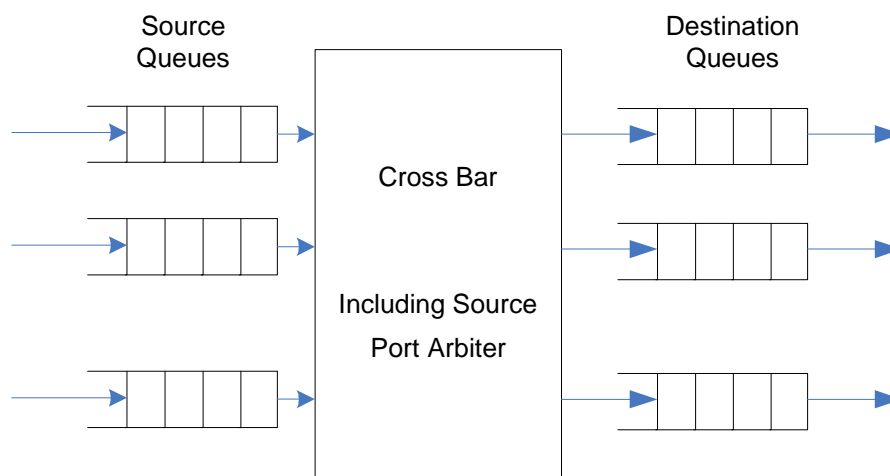 Source
Queues
Destination
Queues
Cross Bar
Including Source
Port Arbiter